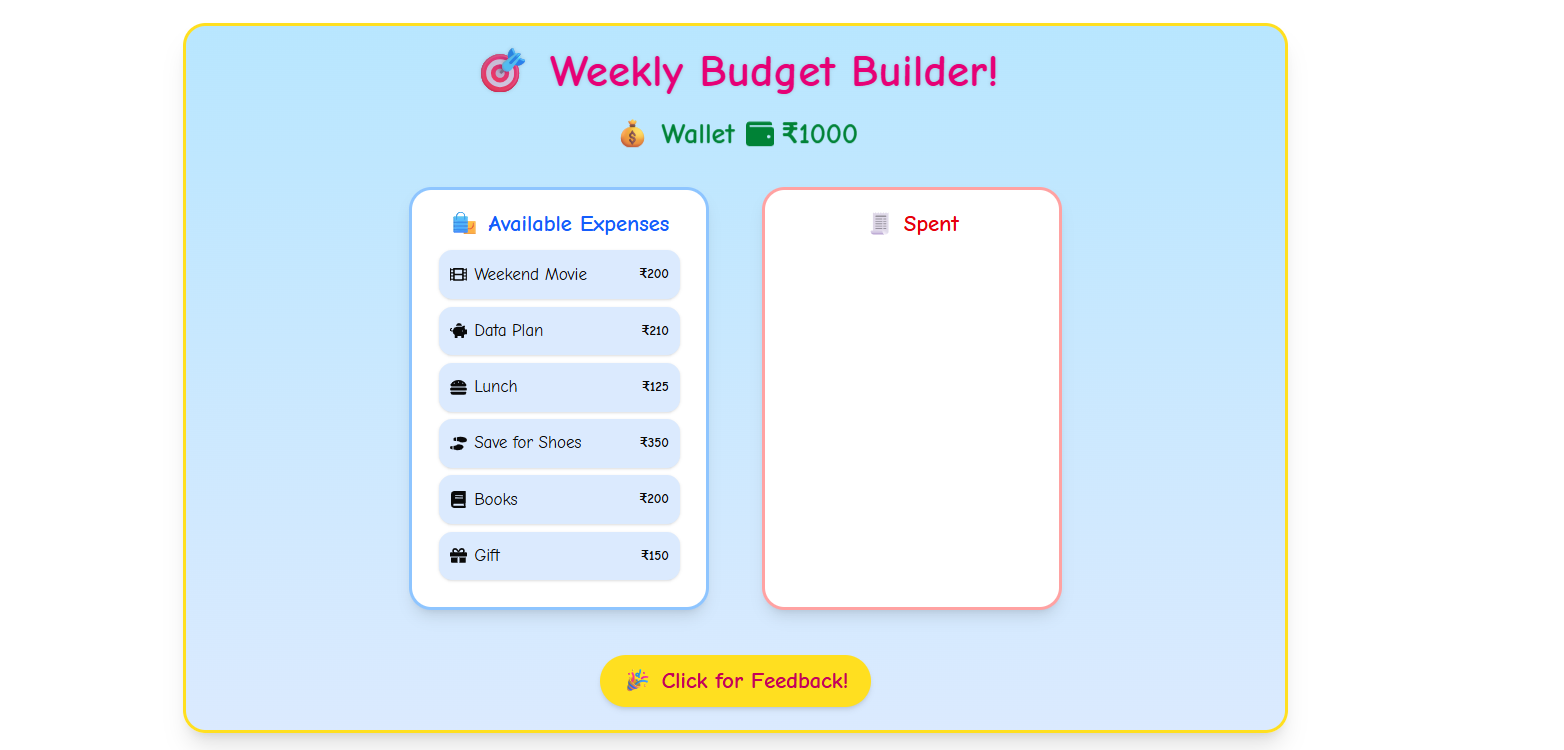 🎯 Weekly Budget Builder!
💰 Wallet ₹1000
🛍️ Available Expenses
Weekend Movie ₹200
Data Plan ₹210
Lunch ₹125
Save for Shoes ₹350
Books ₹200
Gift ₹150
🧾 Spent
🎉 Click for Feedback!